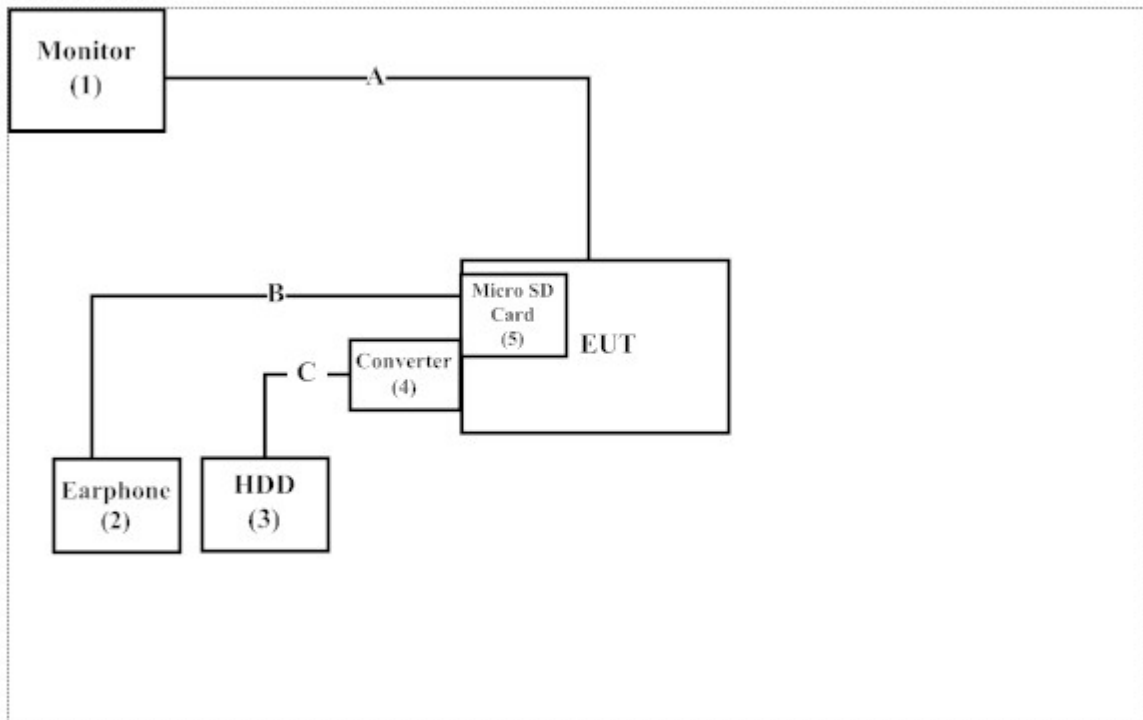 Monitor
(1)
A
B
Micro SD
Card
(5)
EUT
Converter
(4)
C
Earphone
(2)
HDD
(3)